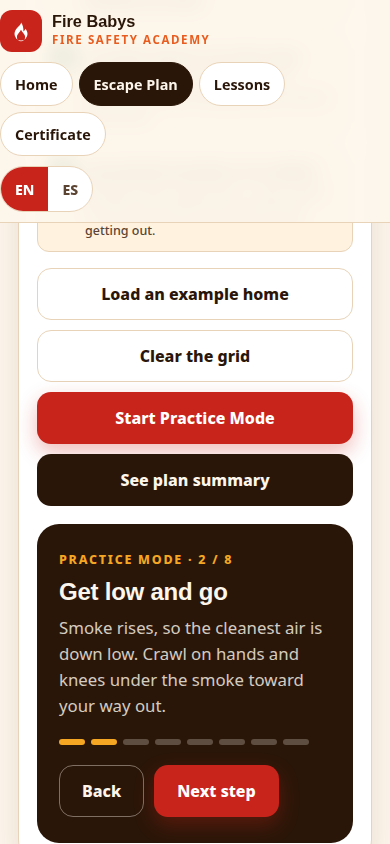 Fire Babys
FIRE SAFETY ACADEMY
Home
Escape Plan
Lessons
Certificate
EN
ES
getting out.
Load an example home
Clear the grid
Start Practice Mode
See plan summary
PRACTICE MODE · 2 / 8
Get low and go
Smoke rises, so the cleanest air is
down low. Crawl on hands and
knees under the smoke toward
your way out.
Back
Next step